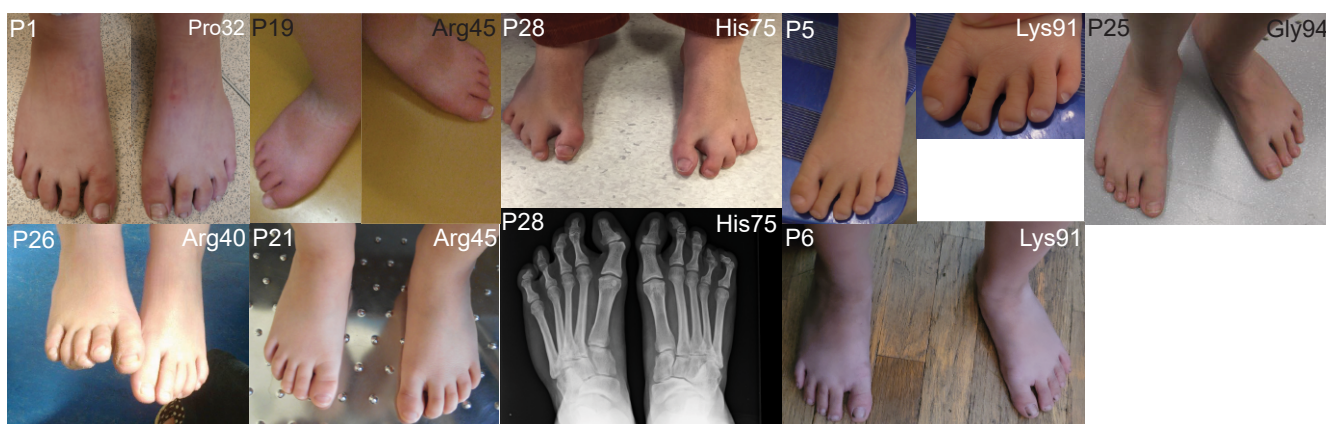 P1 Pro32
P19 Arg45
P28 His75
P5 Lys91
P25 Gly94
P26 Arg40
P21 Arg45
P28 His75
P6 Lys91